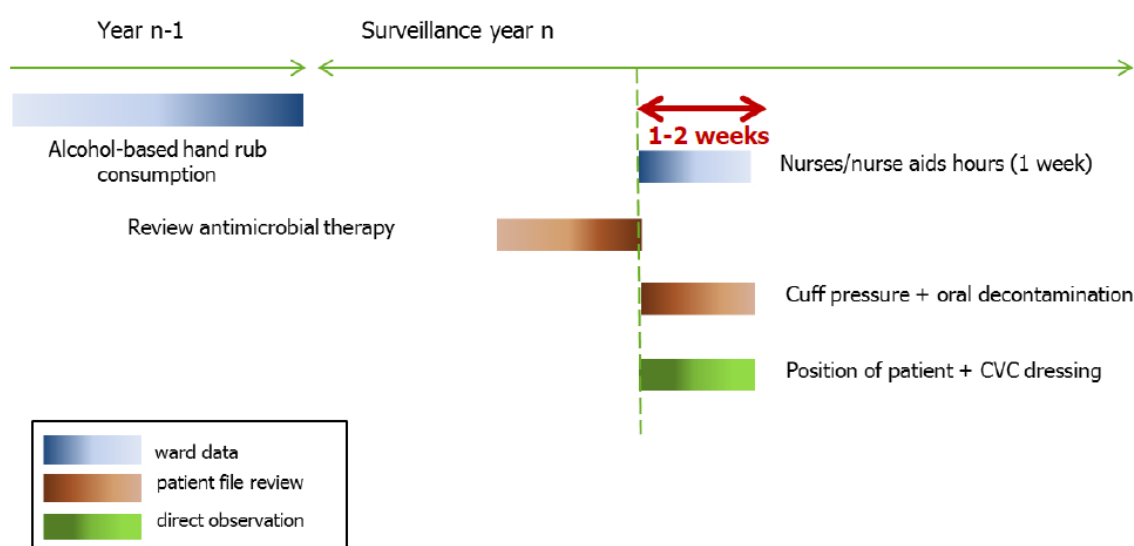 Year n-1
Surveillance year n
1-2 weeks
Alcohol-based hand rub
consumption
Nurses/nurse aids hours (1 week)
Review antimicrobial therapy
Cuff pressure + oral decontamination
Position of patient + CVC dressing
ward data
patient file review
direct observation